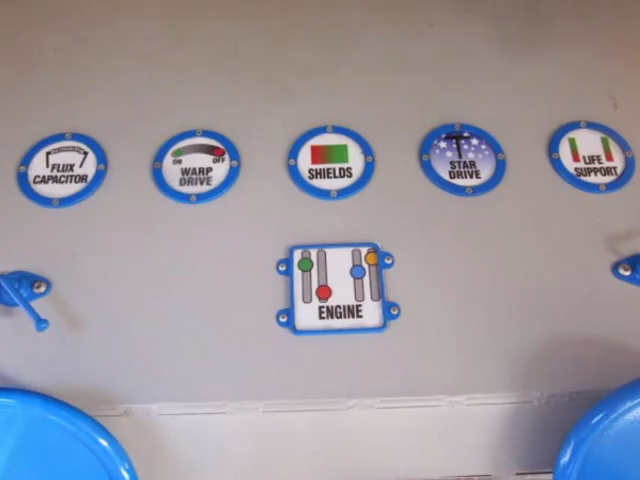 FLUX
CAPACITOR
ON OFF
WARP
DRIVE
SHIELDS
STAR
DRIVE
LIFE
SUPPORT
ENGINE